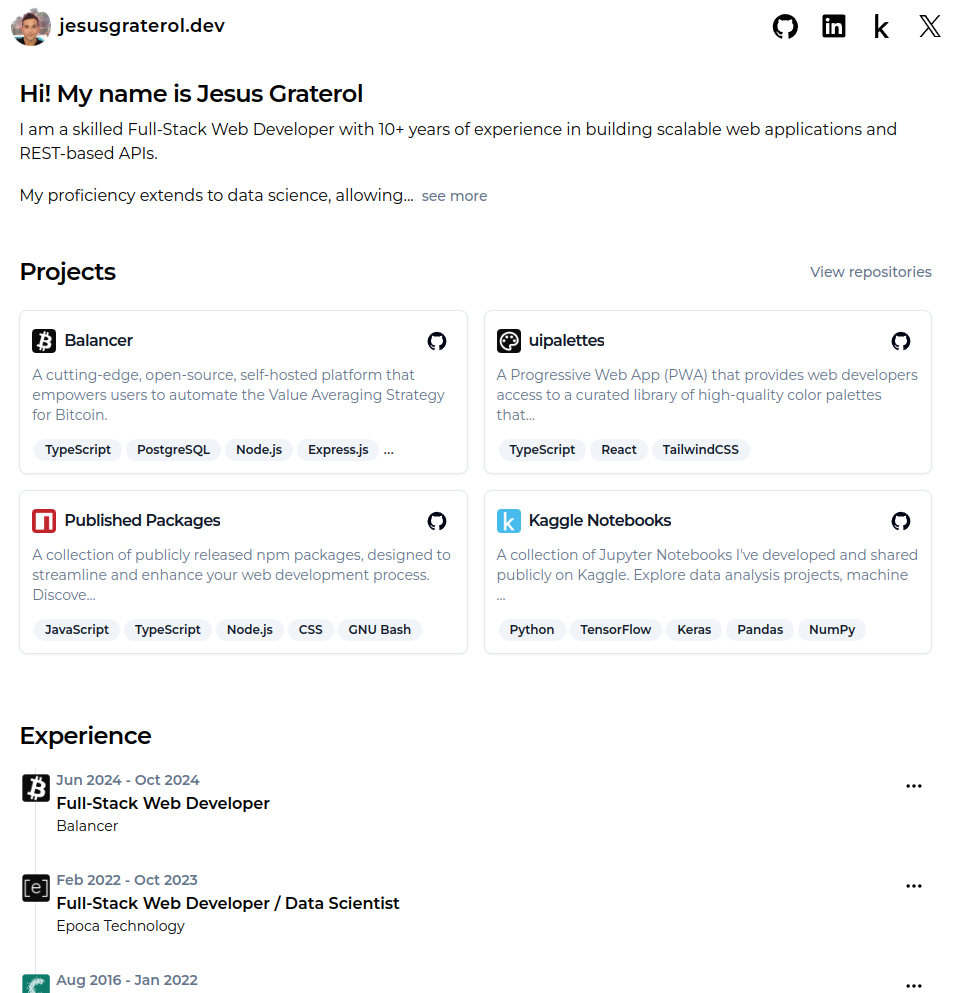 jesusgraterol.dev
Hi! My name is Jesus Graterol
I am a skilled Full-Stack Web Developer with 10+ years of experience in building scalable web applications and
REST-based APIs.
My proficiency extends to data science, allowing... see more
Projects
View repositories
Balancer
A cutting-edge, open-source, self-hosted platform that
empowers users to automate the Value Averaging Strategy
for Bitcoin.
TypeScript PostgreSQL Node.js Express.js ...
uipalettes
A Progressive Web App (PWA) that provides web developers
access to a curated library of high-quality color palettes
that...
TypeScript React TailwindCSS
Published Packages
A collection of publicly released npm packages, designed to
streamline and enhance your web development process.
Discove...
JavaScript TypeScript Node.js CSS GNU Bash
Kaggle Notebooks
A collection of Jupyter Notebooks I've developed and shared
publicly on Kaggle. Explore data analysis projects, machine
...
Python TensorFlow Keras Pandas NumPy
Experience
Jun 2024 - Oct 2024
Full-Stack Web Developer
Balancer
Feb 2022 - Oct 2023
Full-Stack Web Developer / Data Scientist
Epoca Technology
Aug 2016 - Jan 2022